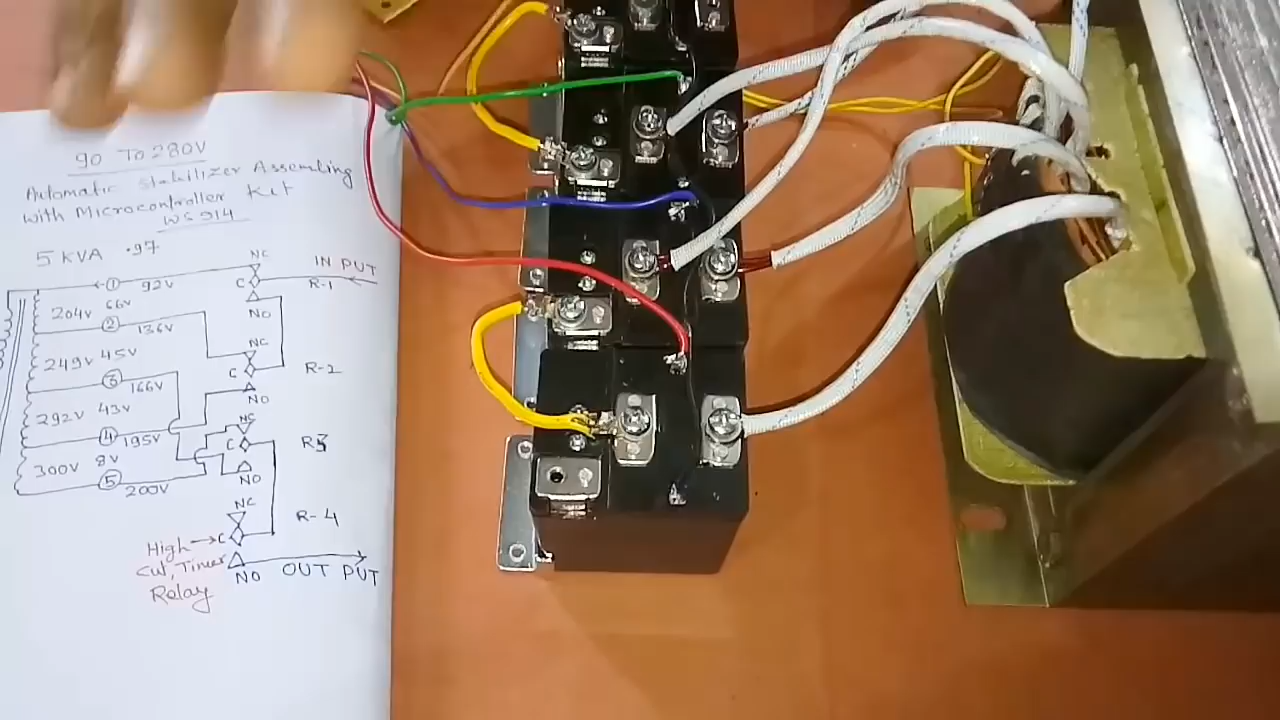 90 TO 280V
Automatic Stabilizer Assembling
with Microcontroller Kit
WS914
5 KVA .97
NC
IN PUT
1
C
R-1
92V
66V
NO
204V
2
136V
NC
249V 45V
C
R-2
3
166V
NO
292V 43V
NC
4
195V
C
R3
300V 8V
NO
5
200V
NC
R-4
High → C
Cut, Timer
NO OUT PUT
Relay